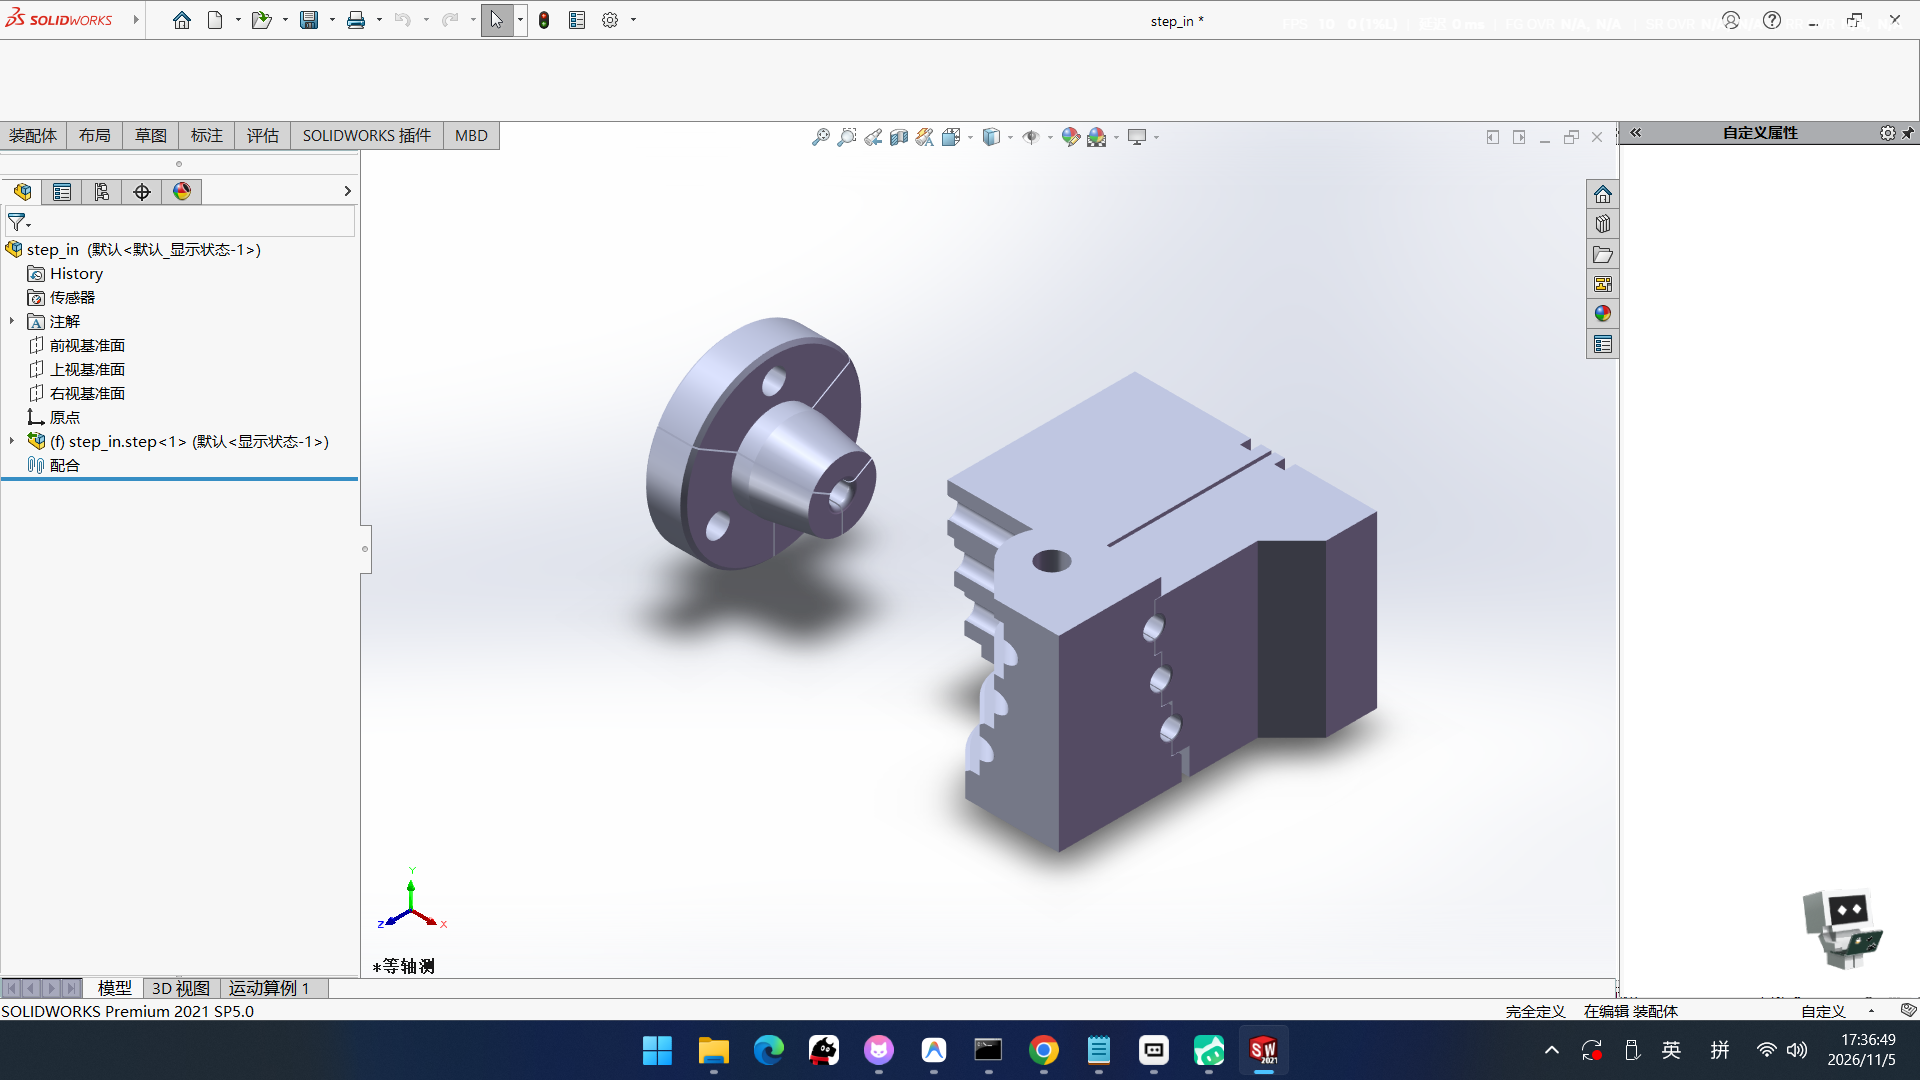 SOLIDWORKS
step_in *
装配体
布局
草图
标注
评估
SOLIDWORKS 插件
MBD
自定义属性
step_in (默认<默认_显示状态-1>)
History
传感器
注解
前视基准面
上视基准面
右视基准面
原点
(f) step_in.step<1> (默认<显示状态-1>)
配合
Y
Z
X
*等轴测
模型
3D 视图
运动算例 1
SOLIDWORKS Premium 2021 SP5.0
完全定义
在编辑 装配体
自定义
SW
2021
英
拼
17:36:49
2026/11/5